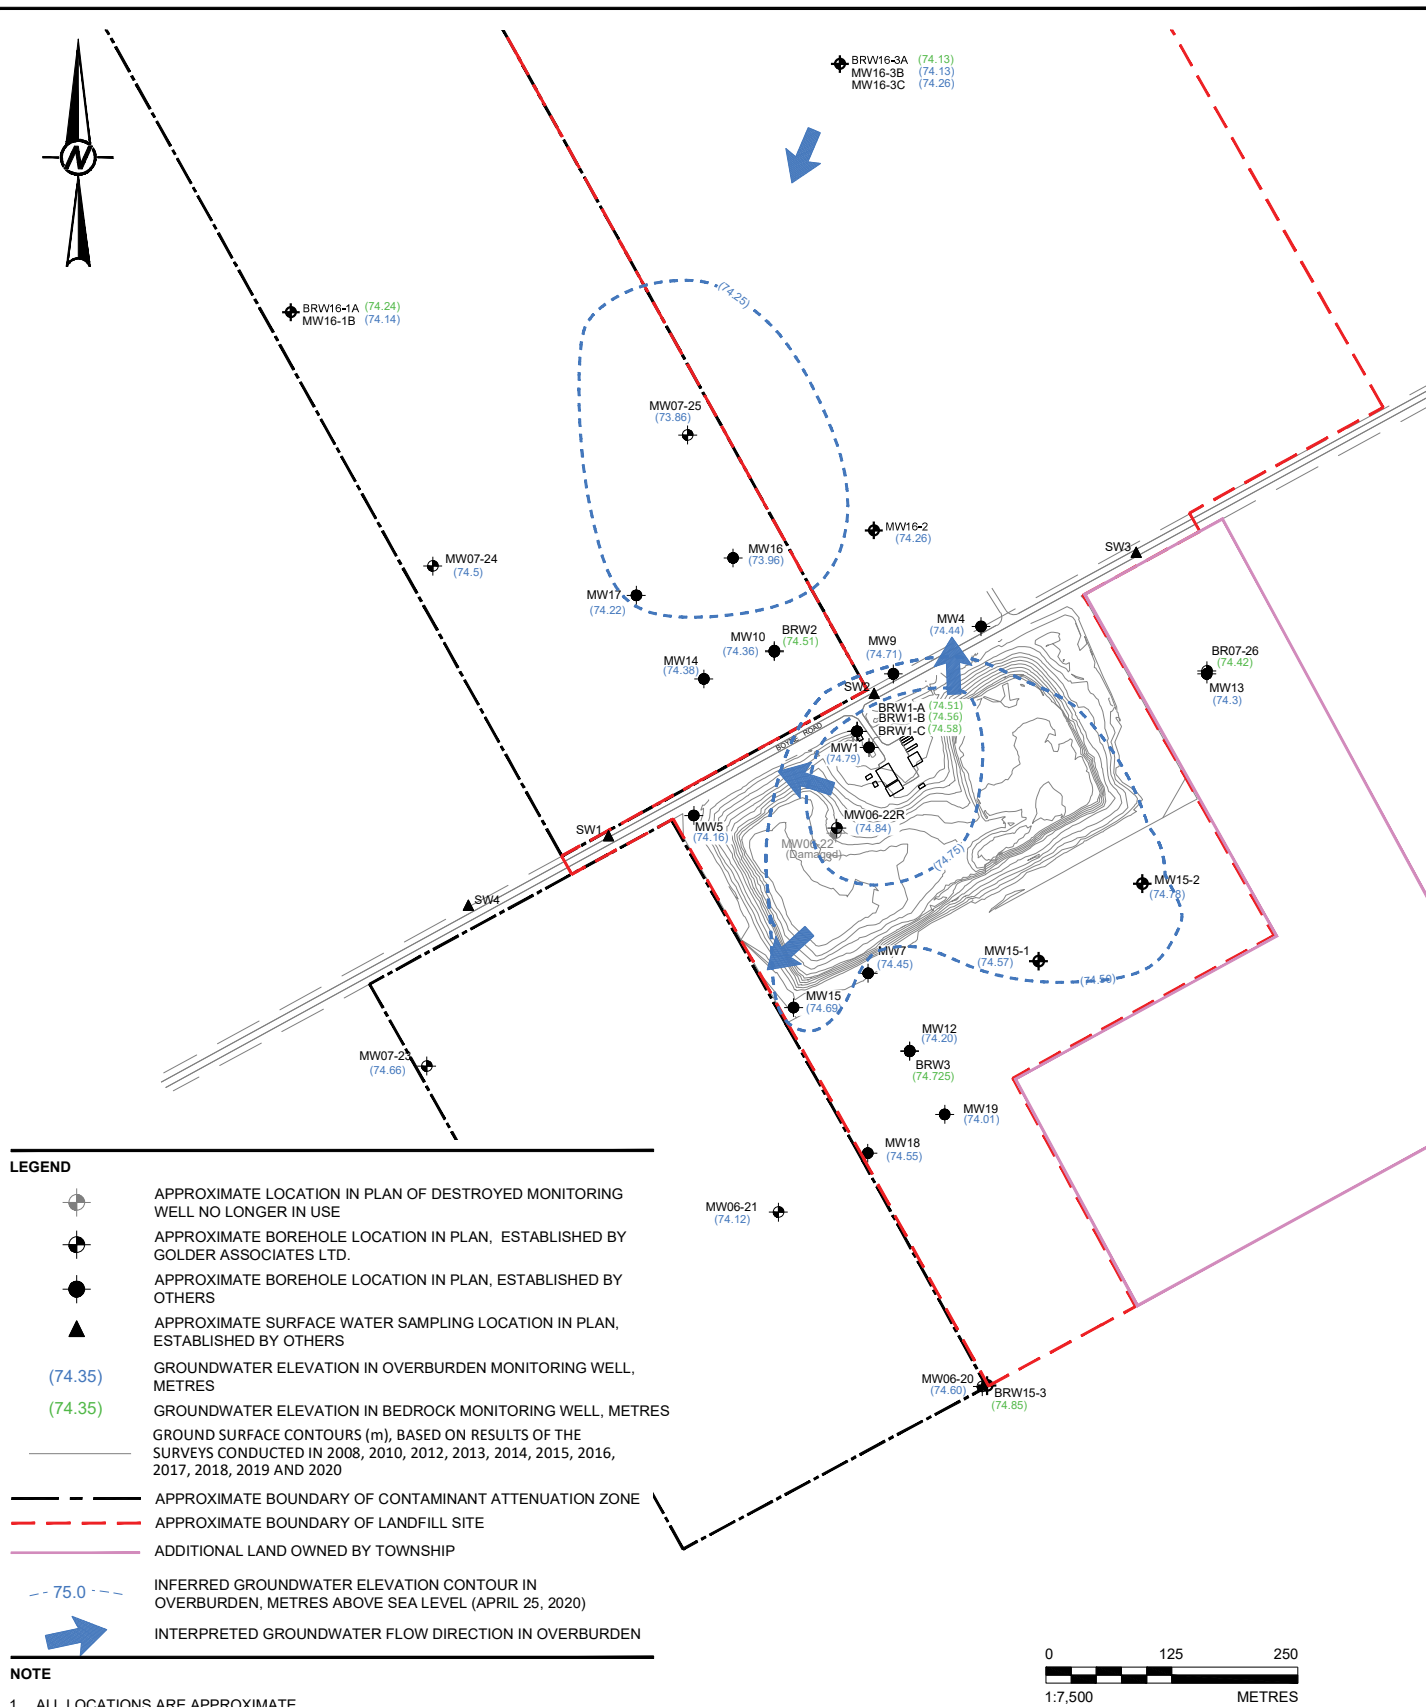 N
BRW16-3A (74.13)
MW16-3B (74.13)
MW16-3C (74.26)
BRW16-1A (74.24)
MW16-1B (74.14)
(74.25)
MW07-25
(73.86)
MW16-2
(74.26)
SW3
MW07-24
(74.5)
MW16
(73.96)
MW17
(74.22)
MW10
(74.36)
BRW2
(74.51)
MW9
(74.71)
MW4
(74.44)
MW14
(74.38)
BR07-26
(74.42)
MW13
(74.3)
SW2
BRW1-A (74.51)
BRW1-B (74.56)
BRW1-C (74.58)
ROAD
MW1
(74.79)
MW5
(74.16)
SW1
MW06-22R
(74.84)
MW06-22
(Damaged)
(74.75)
SW4
MW15-2
(74.78)
MW7
(74.45)
MW15-1
(74.57)
(74.50)
MW15
(74.69)
MW12
(74.20)
BRW3
(74.725)
MW07-23
(74.66)
MW19
(74.01)
MW18
(74.55)
MW06-21
(74.12)
MW06-20
(74.60)
BRW15-3
(74.85)
LEGEND
APPROXIMATE LOCATION IN PLAN OF DESTROYED MONITORING
WELL NO LONGER IN USE
APPROXIMATE BOREHOLE LOCATION IN PLAN, ESTABLISHED BY
GOLDER ASSOCIATES LTD.
APPROXIMATE BOREHOLE LOCATION IN PLAN, ESTABLISHED BY
OTHERS
APPROXIMATE SURFACE WATER SAMPLING LOCATION IN PLAN,
ESTABLISHED BY OTHERS
(74.35) GROUNDWATER ELEVATION IN OVERBURDEN MONITORING WELL,
METRES
(74.35) GROUNDWATER ELEVATION IN BEDROCK MONITORING WELL, METRES
GROUND SURFACE CONTOURS (m), BASED ON RESULTS OF THE
SURVEYS CONDUCTED IN 2008, 2010, 2012, 2013, 2014, 2015, 2016,
2017, 2018, 2019 AND 2020
APPROXIMATE BOUNDARY OF CONTAMINANT ATTENUATION ZONE
APPROXIMATE BOUNDARY OF LANDFILL SITE
ADDITIONAL LAND OWNED BY TOWNSHIP
75.0 INFERRED GROUNDWATER ELEVATION CONTOUR IN
OVERBURDEN, METRES ABOVE SEA LEVEL (APRIL 25, 2020)
INTERPRETED GROUNDWATER FLOW DIRECTION IN OVERBURDEN
NOTE
1. ALL LOCATIONS ARE APPROXIMATE
0 125 250
1:7,500 METRES